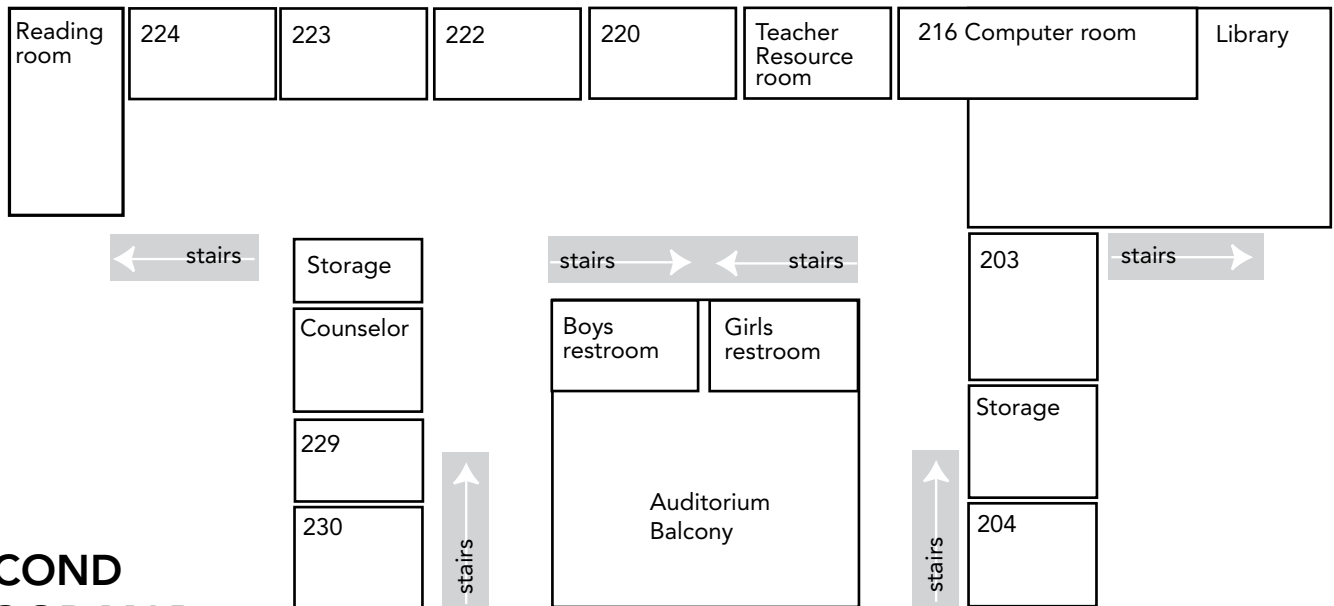 Reading
room
224
223
222
220
Teacher
Resource
room
216 Computer room
Library
stairs
Storage
stairs
stairs
203
stairs
Counselor
Boys
restroom
Girls
restroom
Storage
229
Auditorium
Balcony
230
stairs
stairs
204
COND